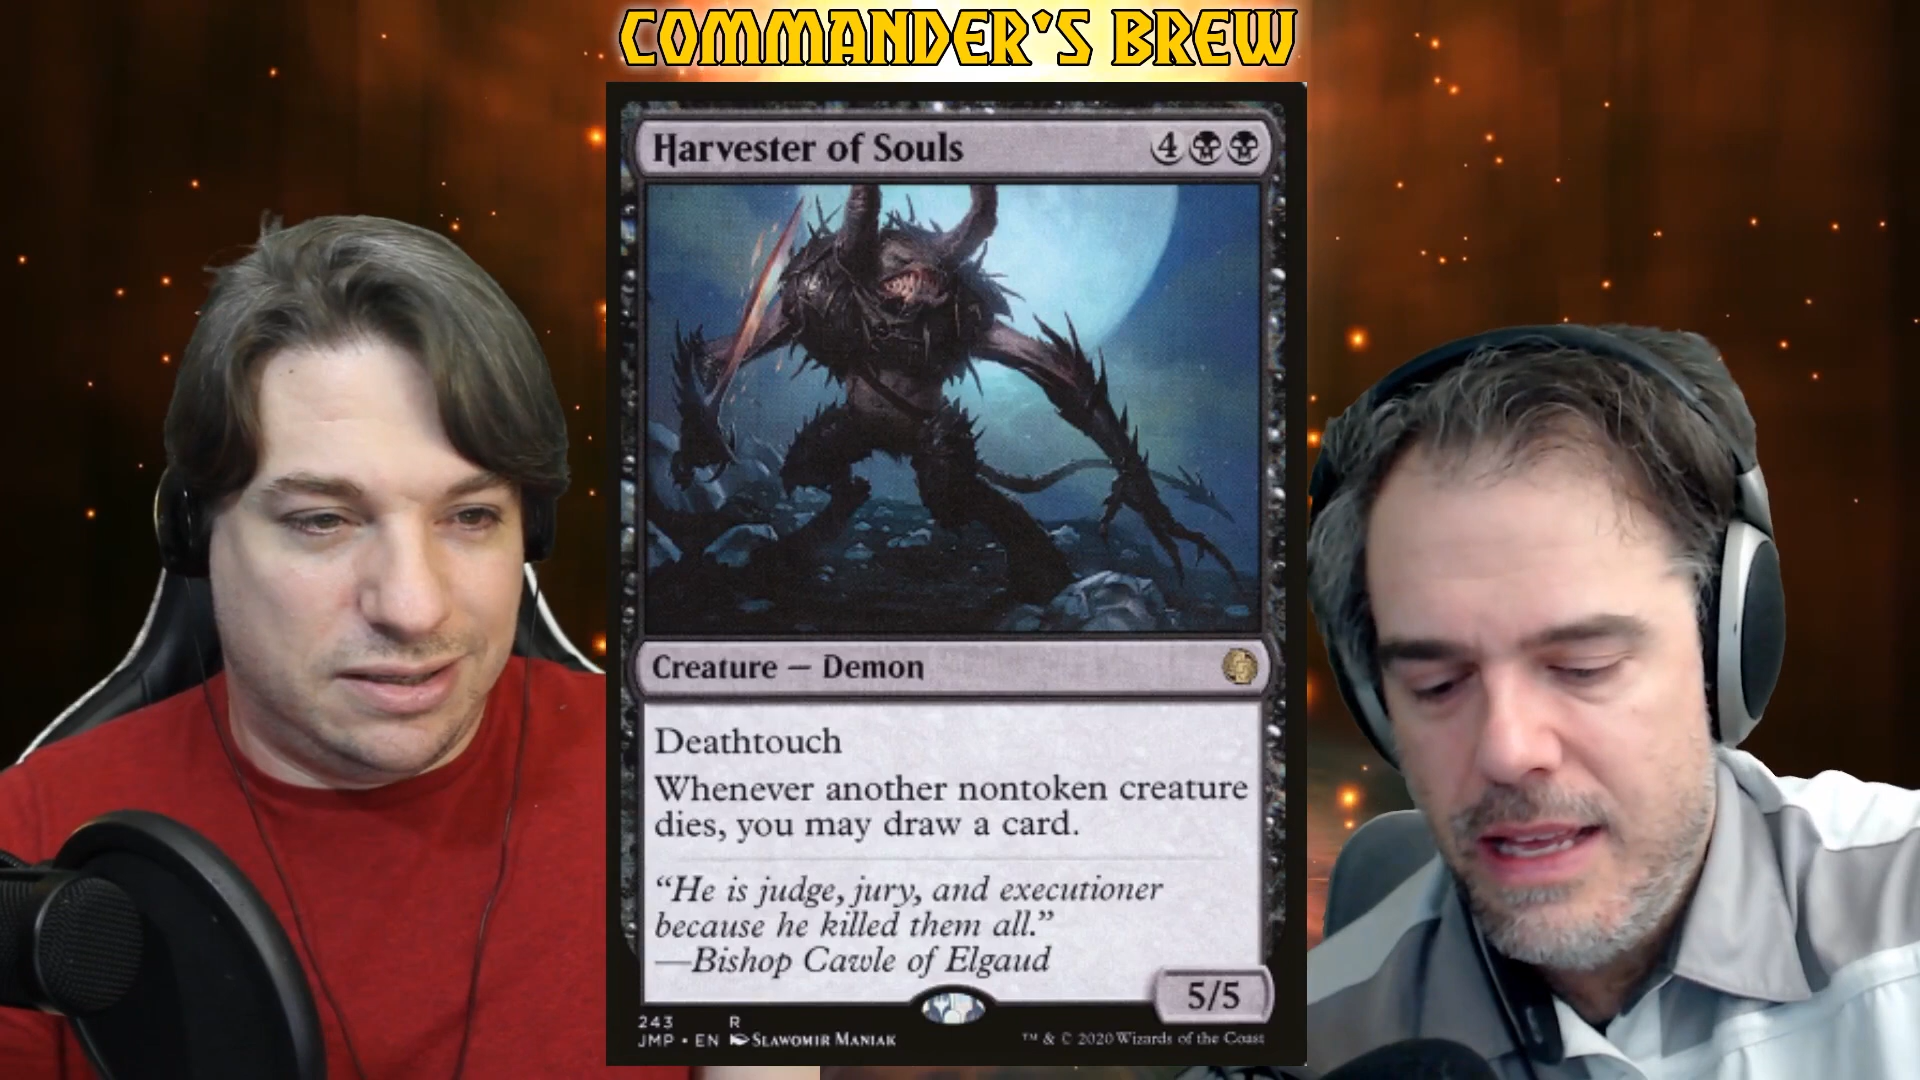 COMMANDER'S BREW
Harvester of Souls 4
Creature — Demon
Deathtouch
Whenever another nontoken creature
dies, you may draw a card.
"He is judge, jury, and executioner
because he killed them all."
—Bishop Cawle of Elgaud
5/5
243 R
JMP • EN SLAWOMIR MANIAK
™ & © 2020 Wizards of the Coast